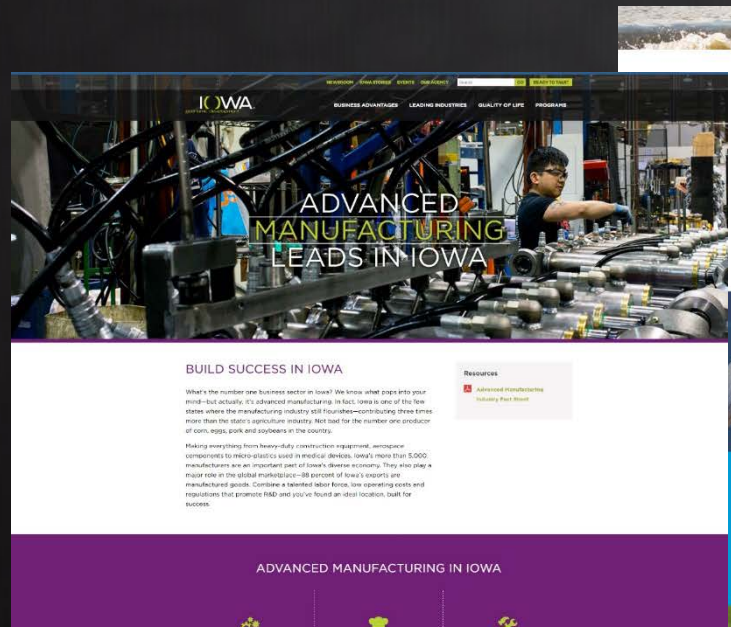 NEWSROOM IOWA STORIES EVENTS OUR AGENCY Search GO READY TO TALK?
IOWA
BUSINESS ADVANTAGES LEADING INDUSTRIES QUALITY OF LIFE PROGRAMS
ADVANCED
MANUFACTURING
LEADS IN IOWA
BUILD SUCCESS IN IOWA
What's the number one business sector in Iowa? We know what pops into your
mind—but actually, it's advanced manufacturing. In fact, Iowa is one of the few
states where the manufacturing industry still flourishes—contributing three times
more than the state's agriculture industry. Not bad for the number one producer
of corn, eggs, pork and soybeans in the country.
Making everything from heavy-duty construction equipment, aerospace
components to micro-plastics used in medical devices, Iowa's more than 5,000
manufacturers are an important part of Iowa's diverse economy. They also play a
major role in the global marketplace—88 percent of Iowa's exports are
manufactured goods. Combine a talented labor force, low operating costs and
regulations that promote R&D and you've found an ideal location, built for
success.
Resources
Advanced Manufacturing
Industry Fact Sheet
ADVANCED MANUFACTURING IN IOWA